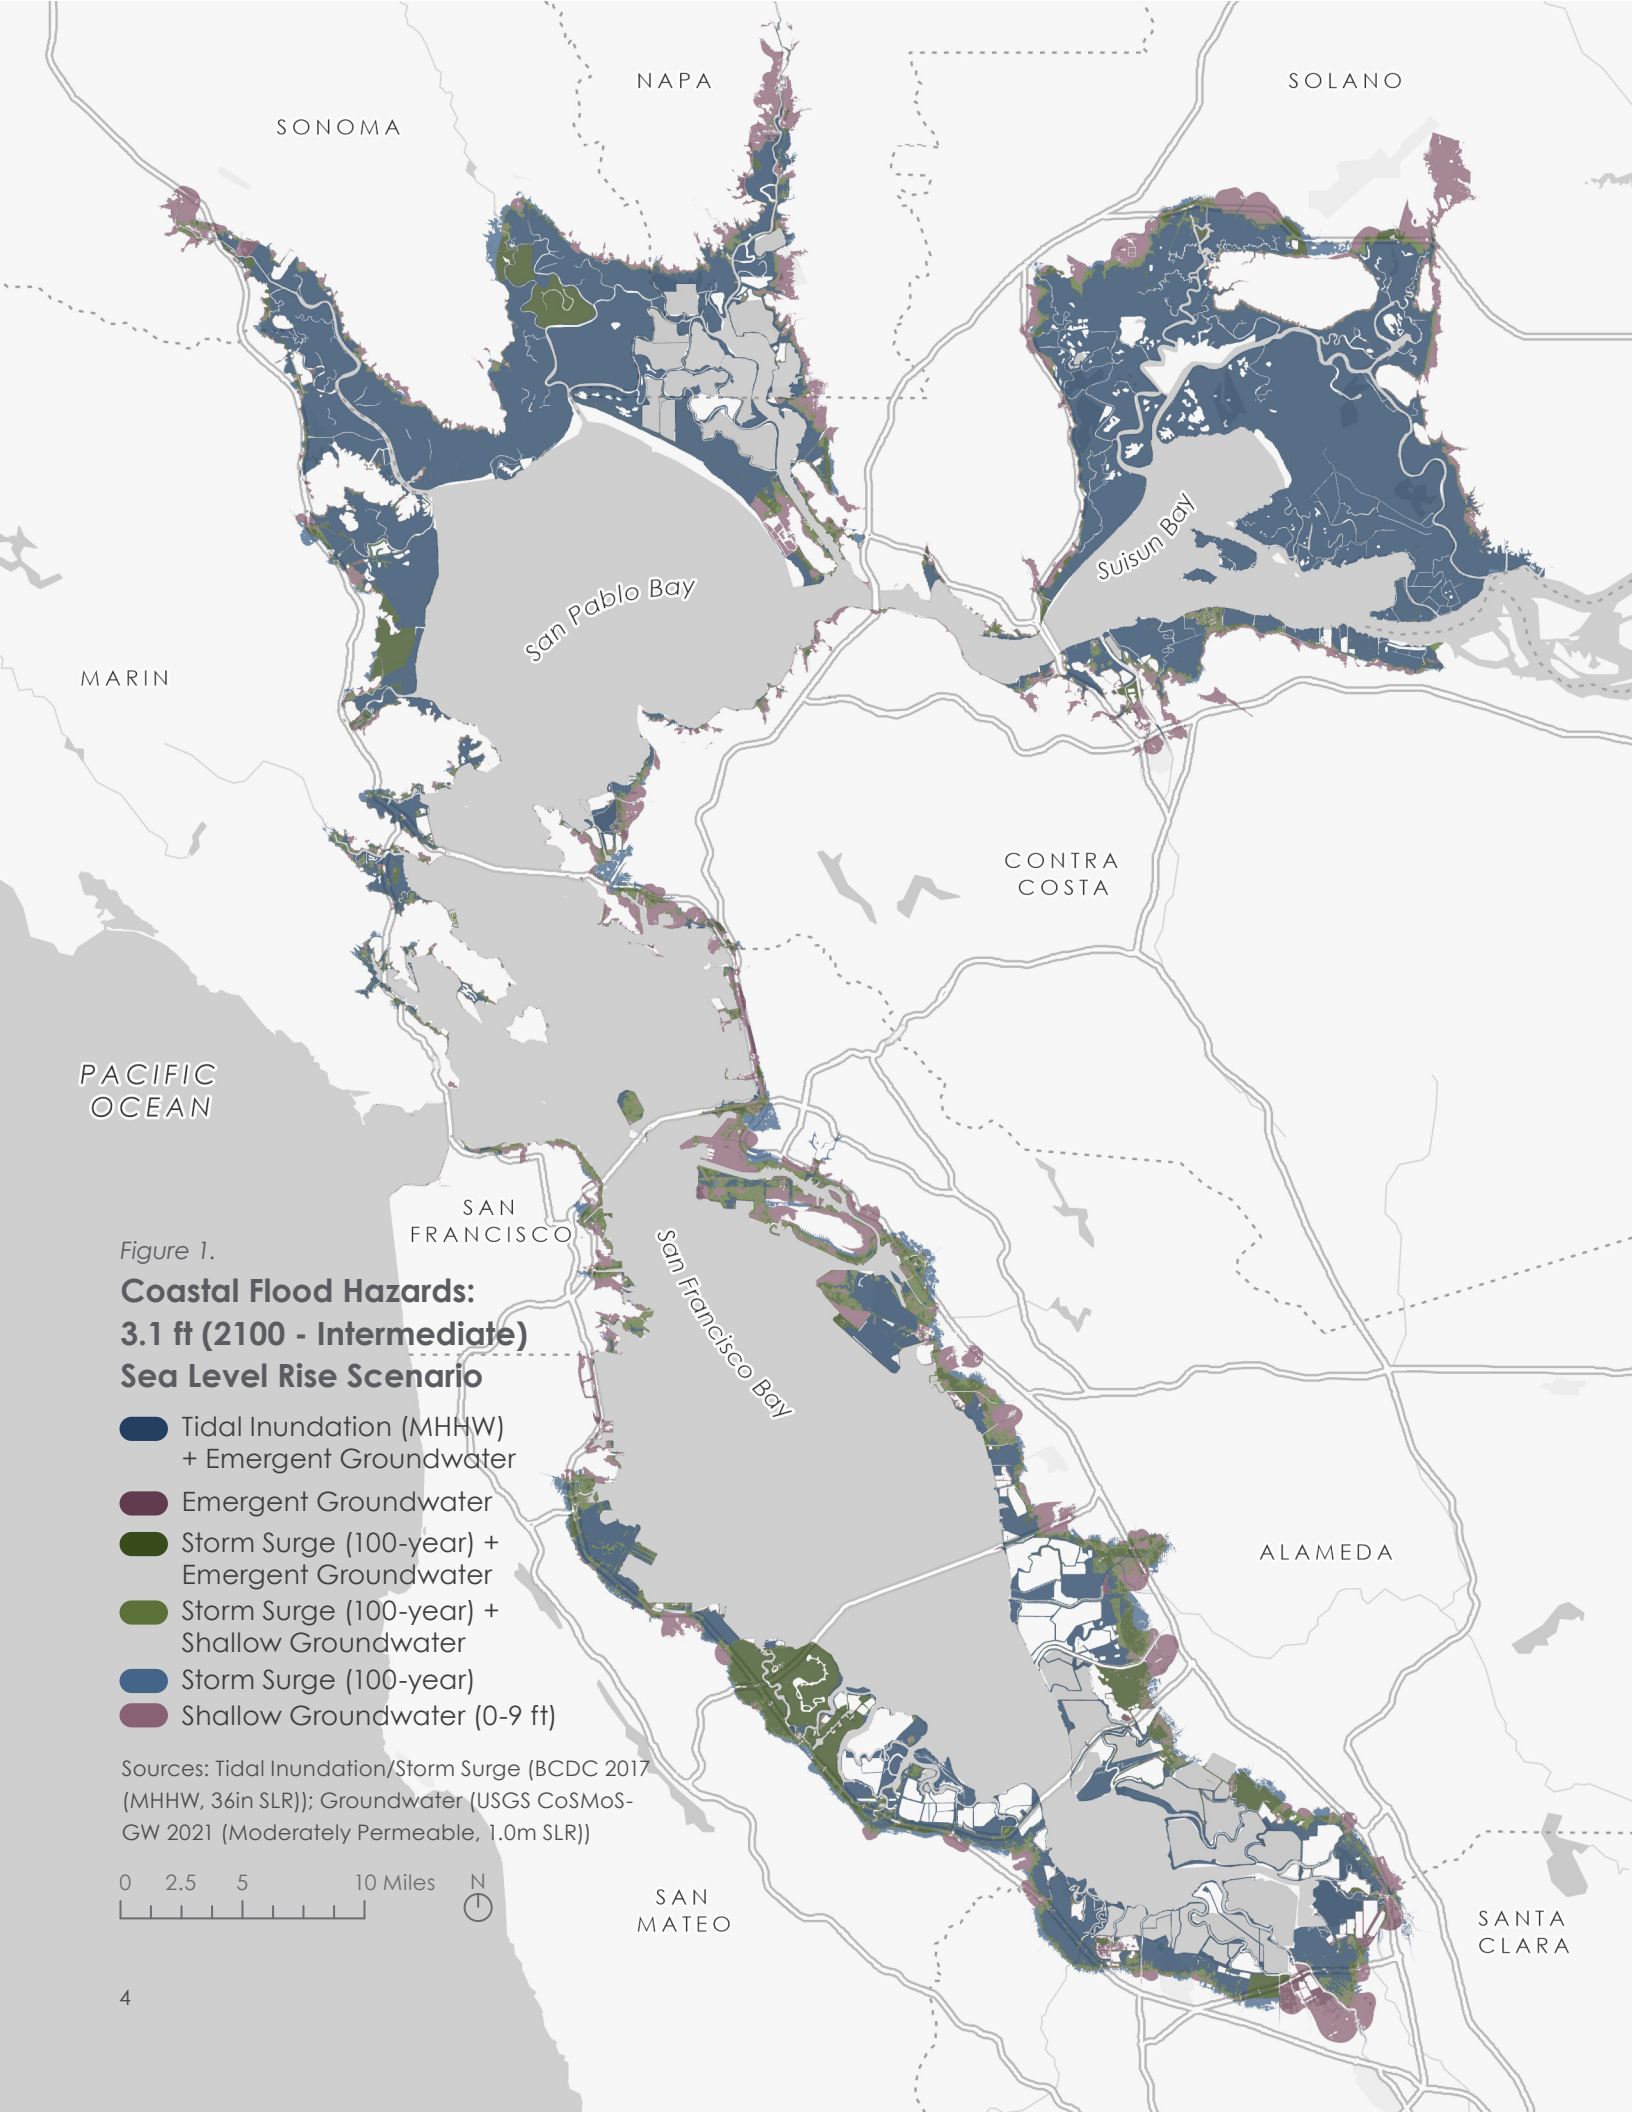 NAPA
SOLANO
SONOMA
Suisun Bay
San Pablo Bay
MARIN
CONTRA
COSTA
PACIFIC
OCEAN
SAN
FRANCISCO
San Francisco Bay
Figure 1.
Coastal Flood Hazards:
3.1 ft (2100 - Intermediate)
Sea Level Rise Scenario
Tidal Inundation (MHHW)
+ Emergent Groundwater
Emergent Groundwater
Storm Surge (100-year) +
Emergent Groundwater
Storm Surge (100-year) +
Shallow Groundwater
Storm Surge (100-year)
Shallow Groundwater (0-9 ft)
ALAMEDA
Sources: Tidal Inundation/Storm Surge (BCDC 2017
(MHHW, 36in SLR)); Groundwater (USGS CoSMoS-
GW 2021 (Moderately Permeable, 1.0m SLR))
0 2.5 5 10 Miles N
SAN
MATEO
SANTA
CLARA
4